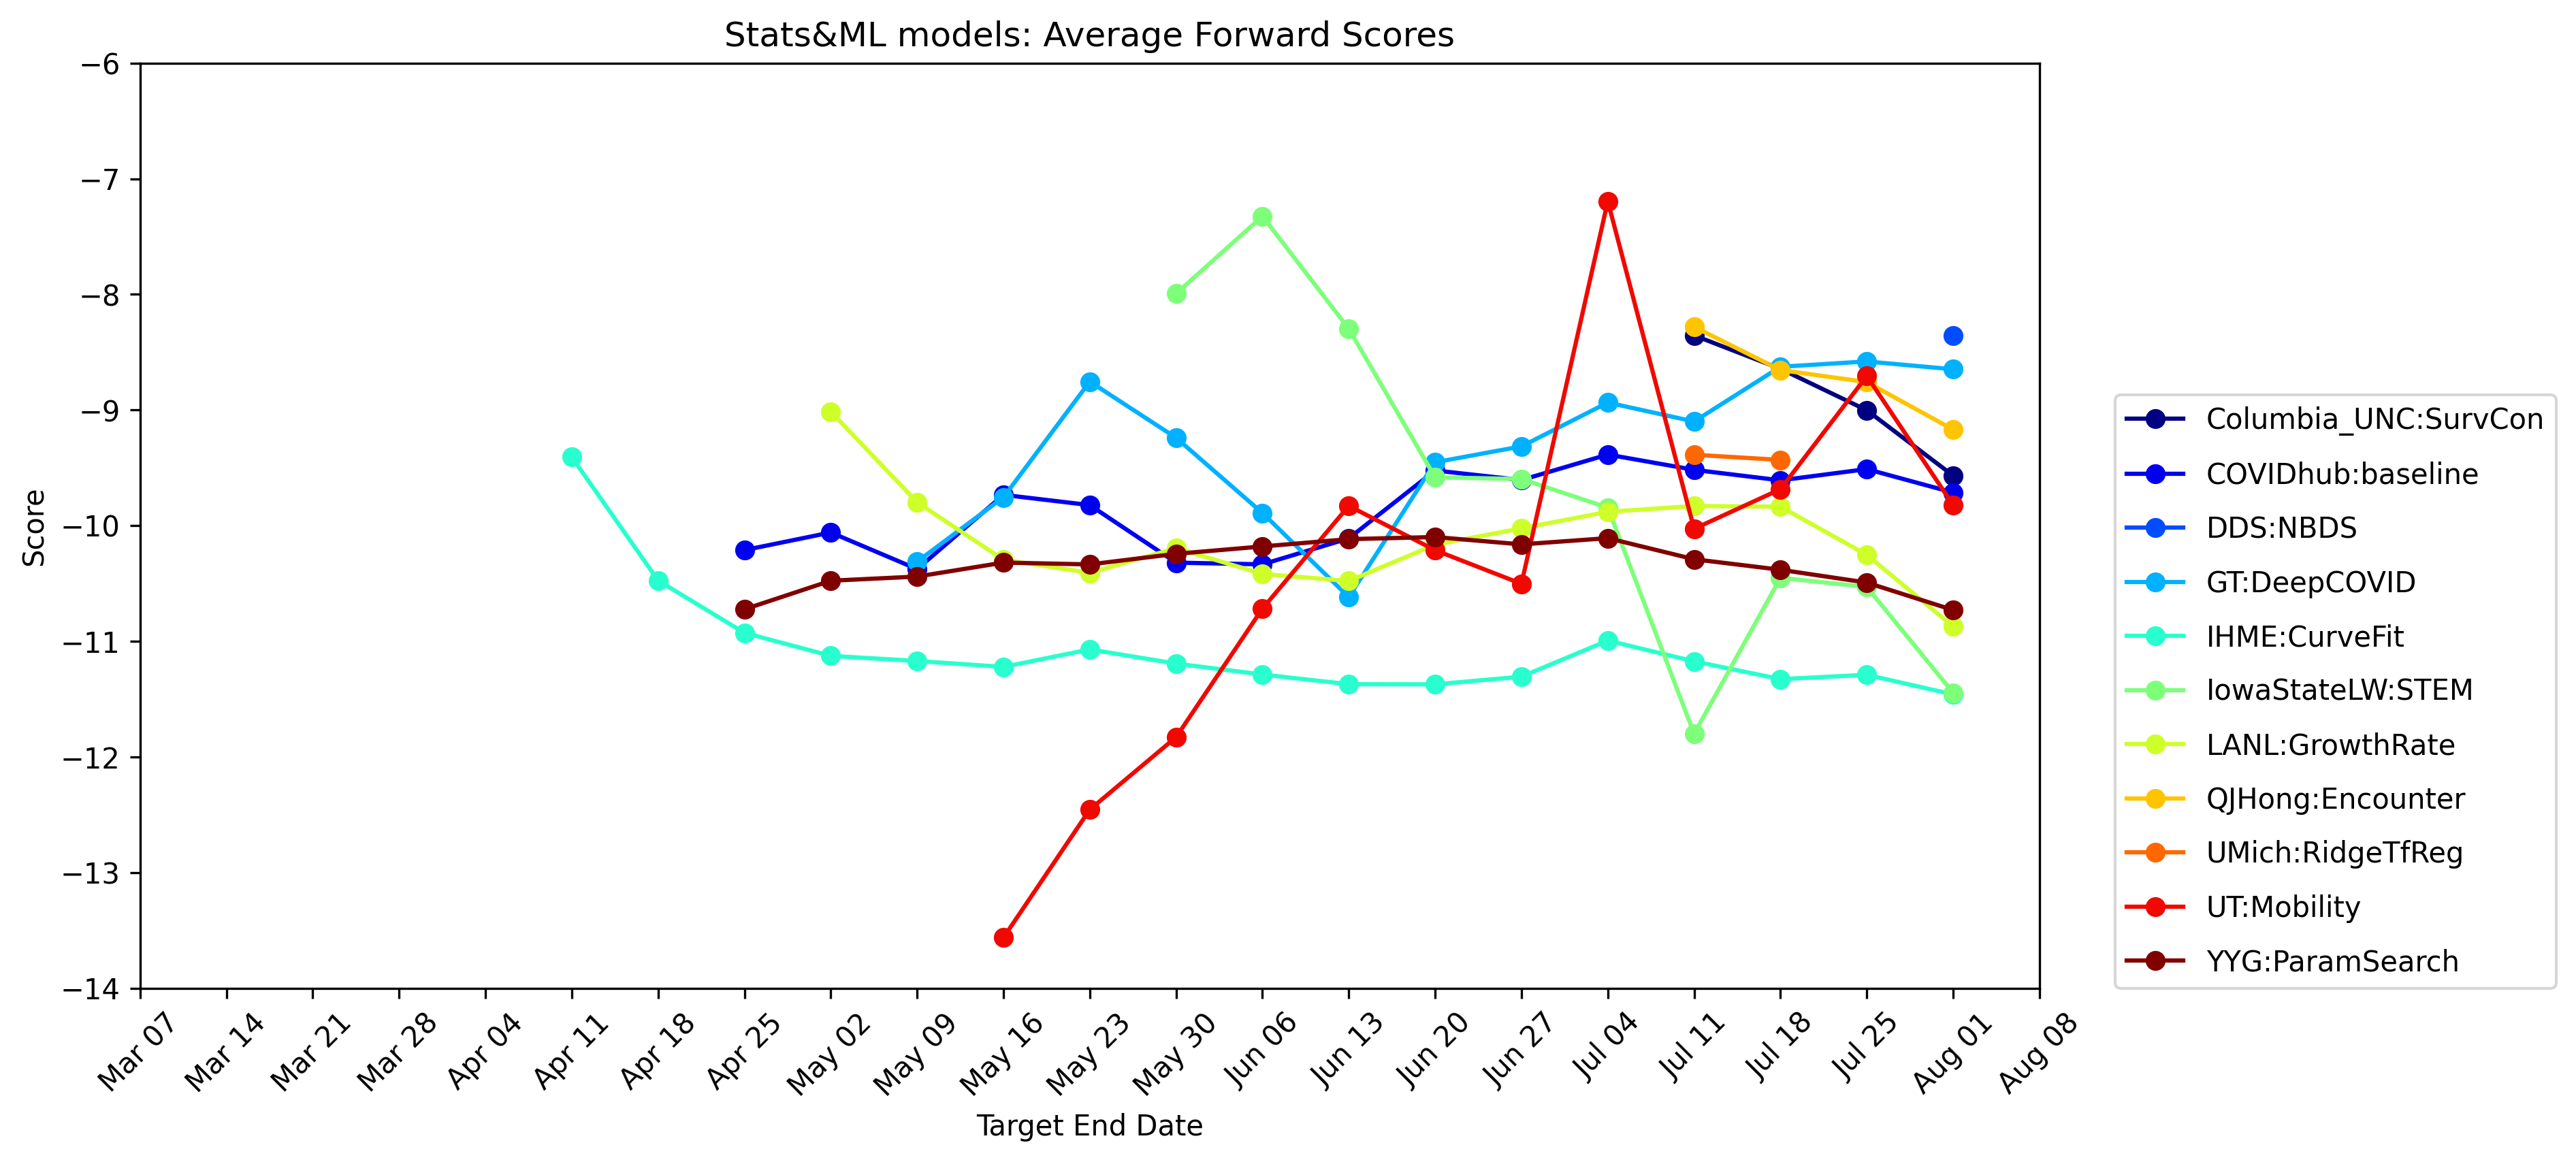 Stats&ML models: Average Forward Scores
−6
−7
−8
−9
−10
−11
−12
−13
−14
Score
Mar 07
Mar 14
Mar 21
Mar 28
Apr 04
Apr 11
Apr 18
Apr 25
May 02
May 09
May 16
May 23
May 30
Jun 06
Jun 13
Jun 20
Jun 27
Jul 04
Jul 11
Jul 18
Jul 25
Aug 01
Aug 08
Target End Date
Columbia_UNC:SurvCon
COVIDhub:baseline
DDS:NBDS
GT:DeepCOVID
IHME:CurveFit
IowaStateLW:STEM
LANL:GrowthRate
QJHong:Encounter
UMich:RidgeTfReg
UT:Mobility
YYG:ParamSearch